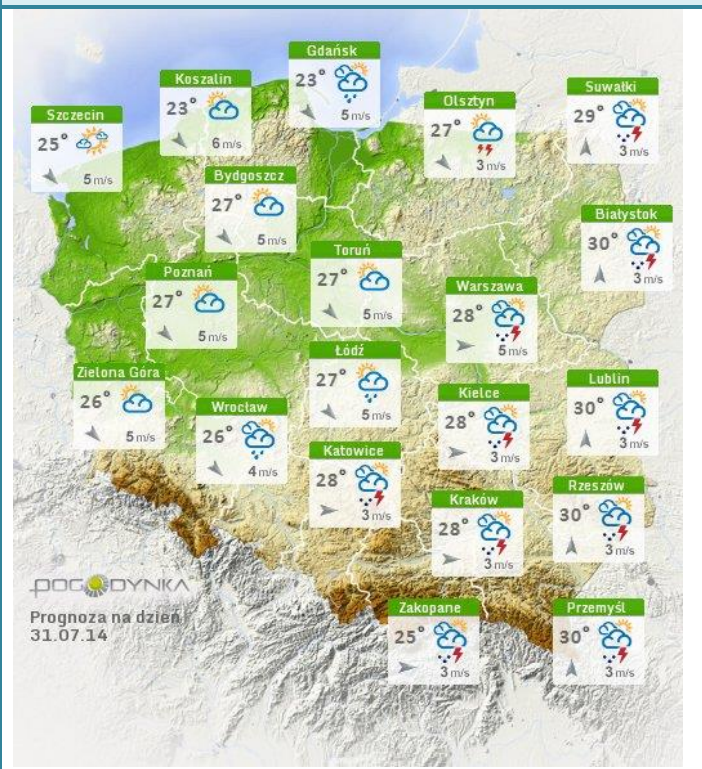 Gdańsk
23°
5 m/s
Koszalin
23°
6 m/s
Suwałki
29°
3 m/s
Olsztyn
27°
3 m/s
Szczecin
25°
5 m/s
Bydgoszcz
27°
5 m/s
Białystok
30°
3 m/s
Toruń
27°
5 m/s
Poznań
27°
5 m/s
Warszawa
28°
5 m/s
Łódź
27°
5 m/s
Zielona Góra
26°
5 m/s
Lublin
30°
3 m/s
Kielce
28°
3 m/s
Wrocław
26°
4 m/s
Katowice
28°
3 m/s
Rzeszów
30°
3 m/s
Kraków
28°
3 m/s
POGODYNKA
Prognoza na dzień
31.07.14
Zakopane
25°
3 m/s
Przemyśl
30°
3 m/s